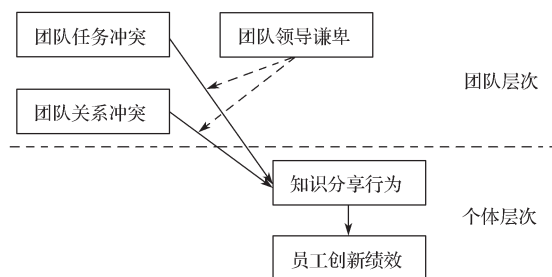 团队任务冲突
团队领导谦卑
团队层次
团队关系冲突
知识分享行为
个体层次
员工创新绩效